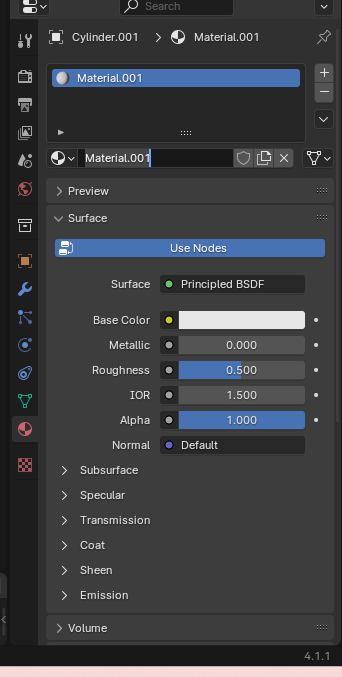 Search
Cylinder.001 > Material.001
Material.001
Material.001
Preview
Surface
Use Nodes
Surface Principled BSDF
Base Color
Metallic 0.000
Roughness 0.500
IOR 1.500
Alpha 1.000
Normal Default
Subsurface
Specular
Transmission
Coat
Sheen
Emission
Volume
4.1.1